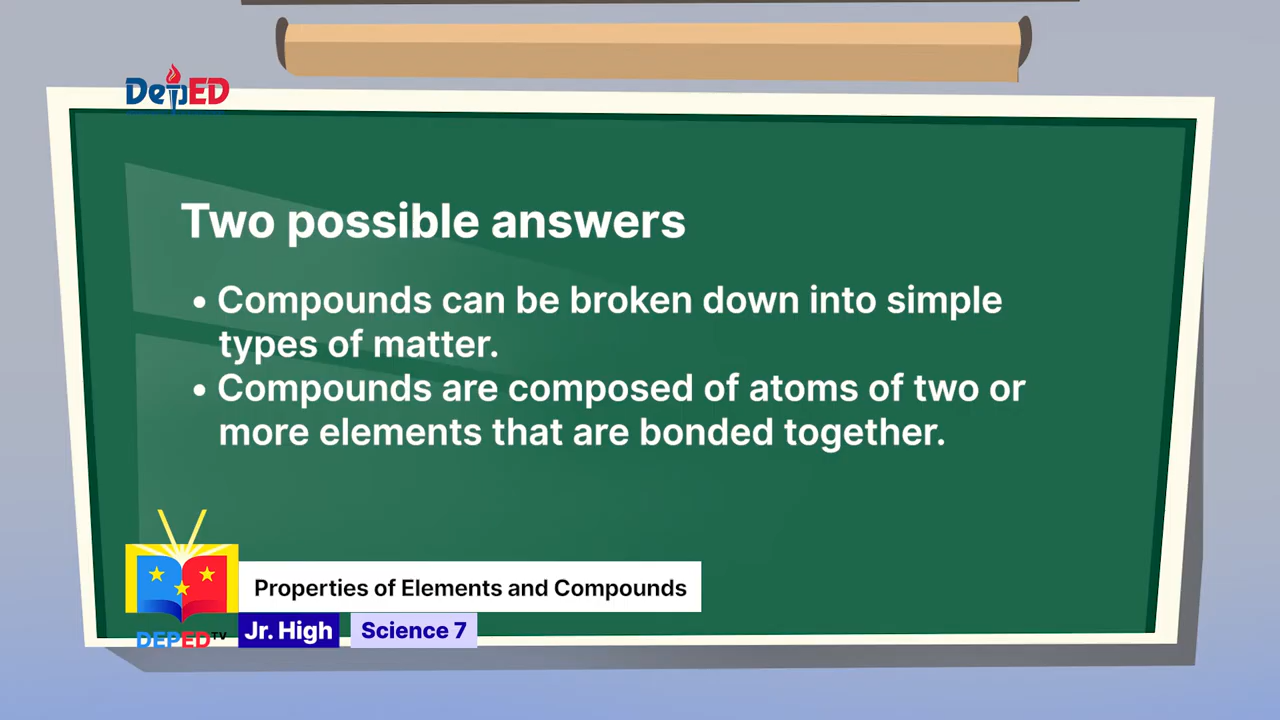 DepED
Two possible answers
• Compounds can be broken down into simple
types of matter.
• Compounds are composed of atoms of two or
more elements that are bonded together.
Properties of Elements and Compounds
DEPED TV
Jr. High
Science 7